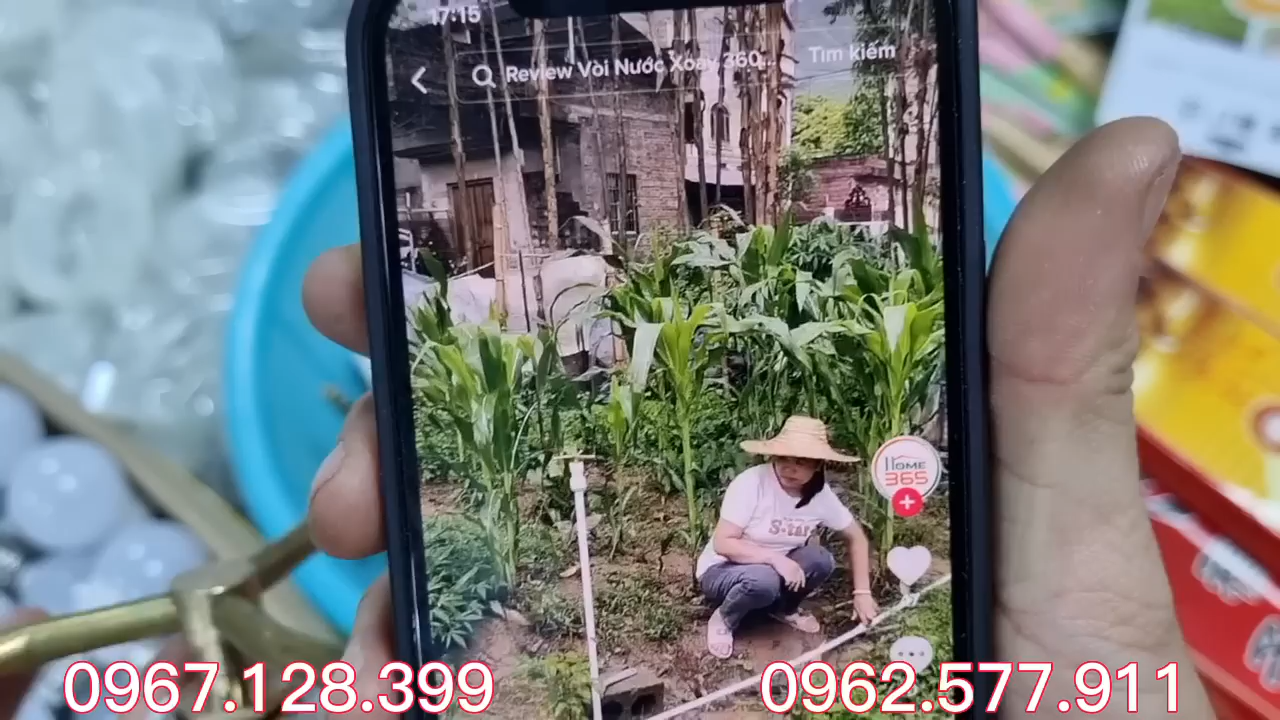 17:15
Review Vòi Nước Xoay 360...
Tìm kiếm
HOME
365
0967.128.399
0962.577.911